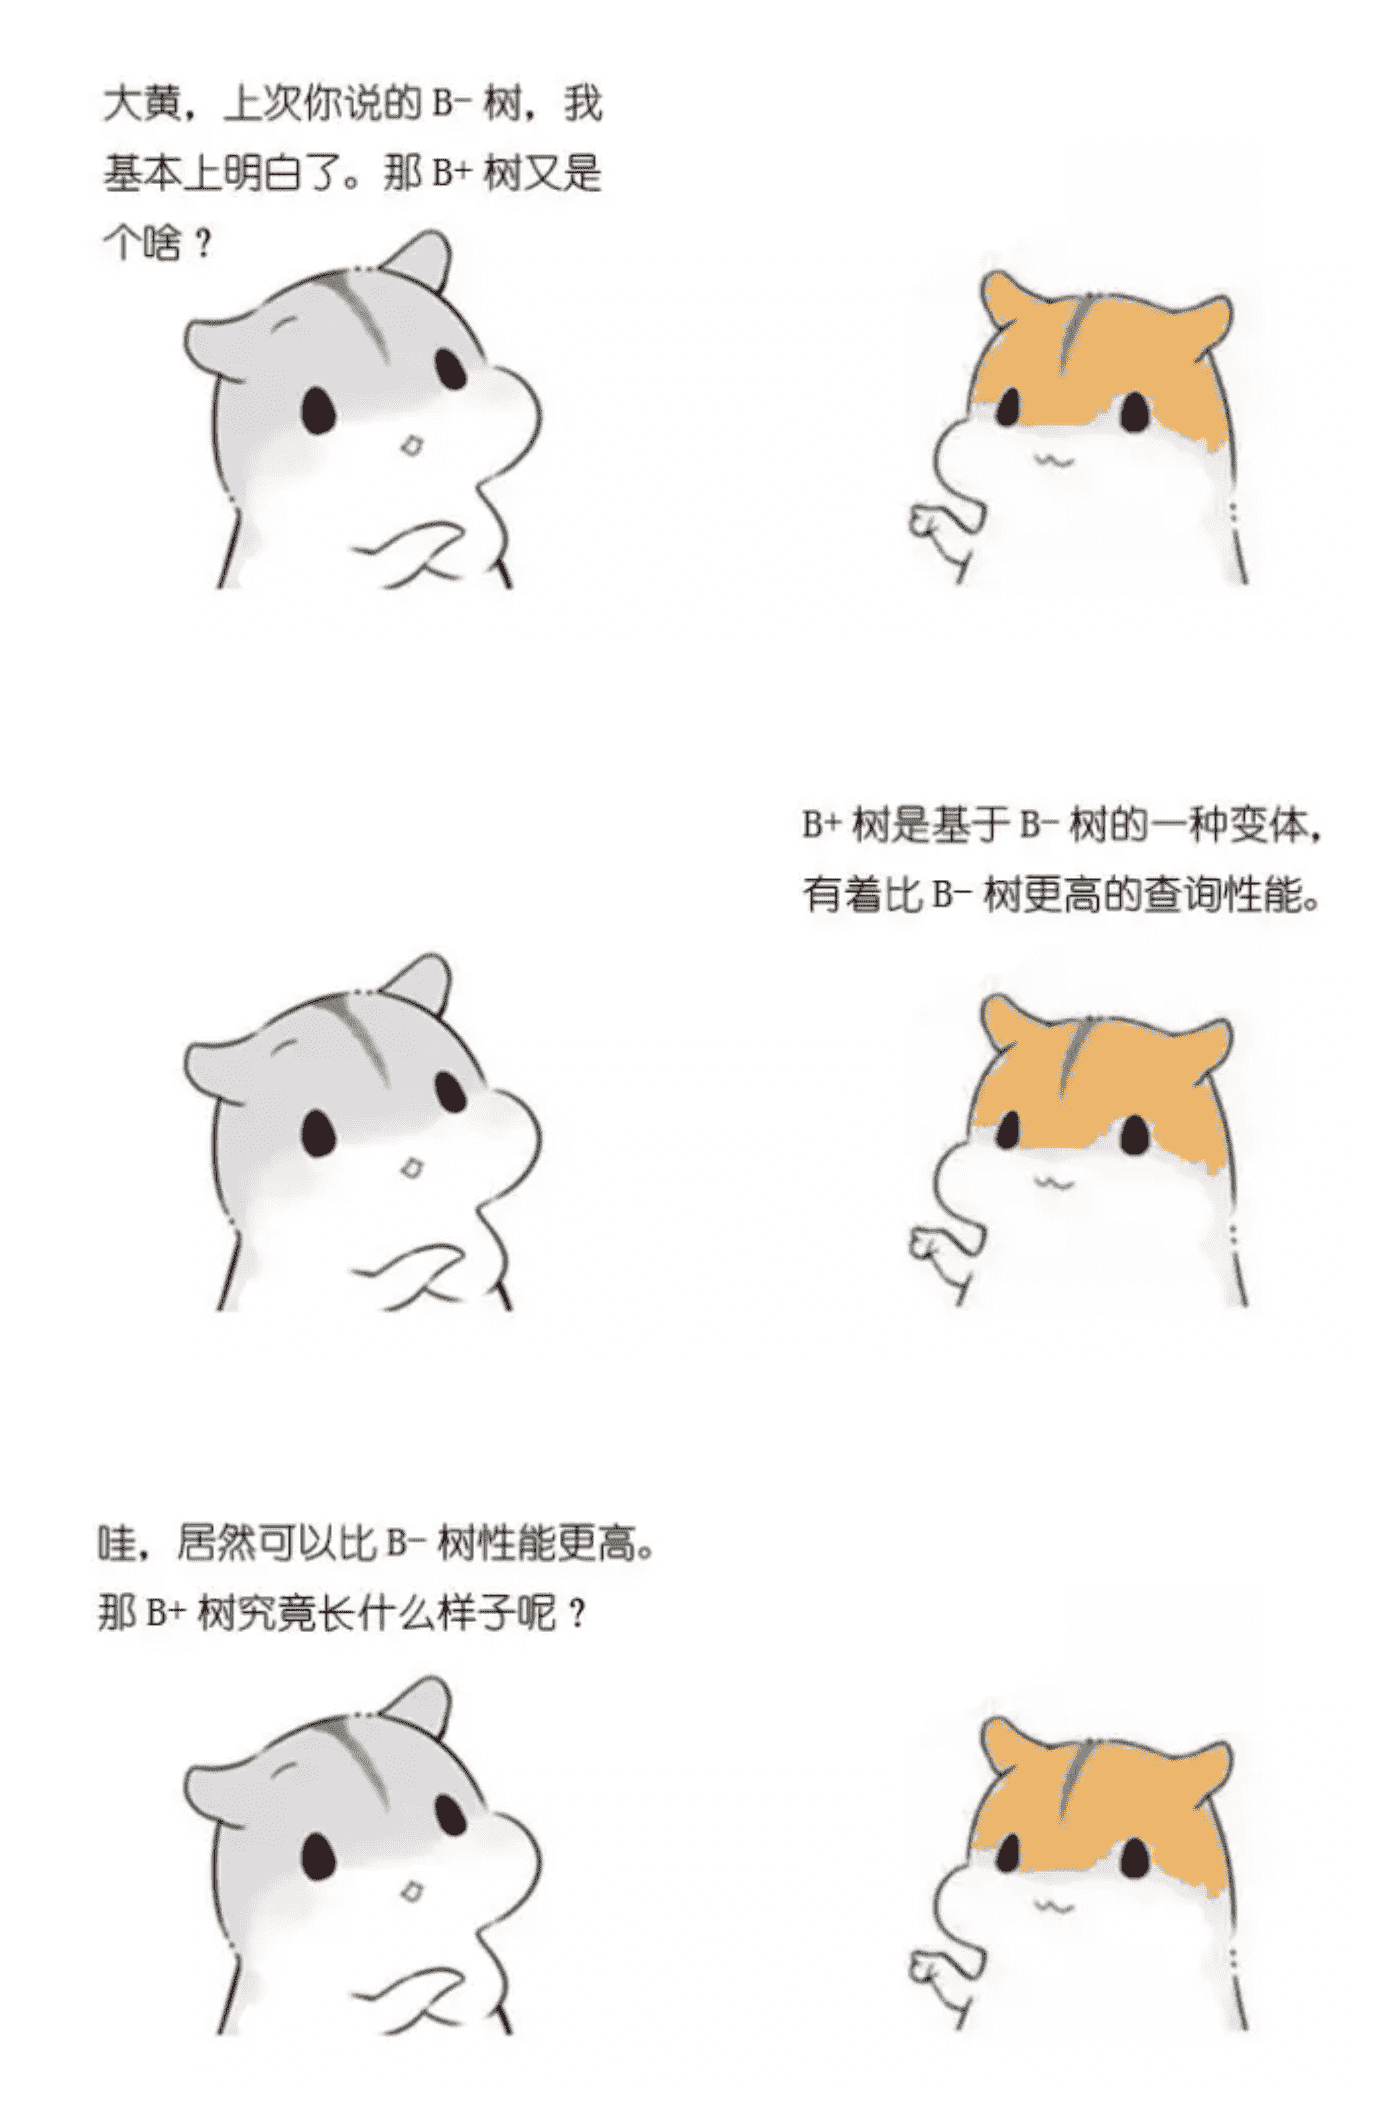 大黄，上次你说的 B- 树，我
基本上明白了。那 B+ 树又是
个啥？
B+ 树是基于 B- 树的一种变体，
有着比 B- 树更高的查询性能。
哇，居然可以比 B- 树性能更高。
那 B+ 树究竟长什么样子呢？